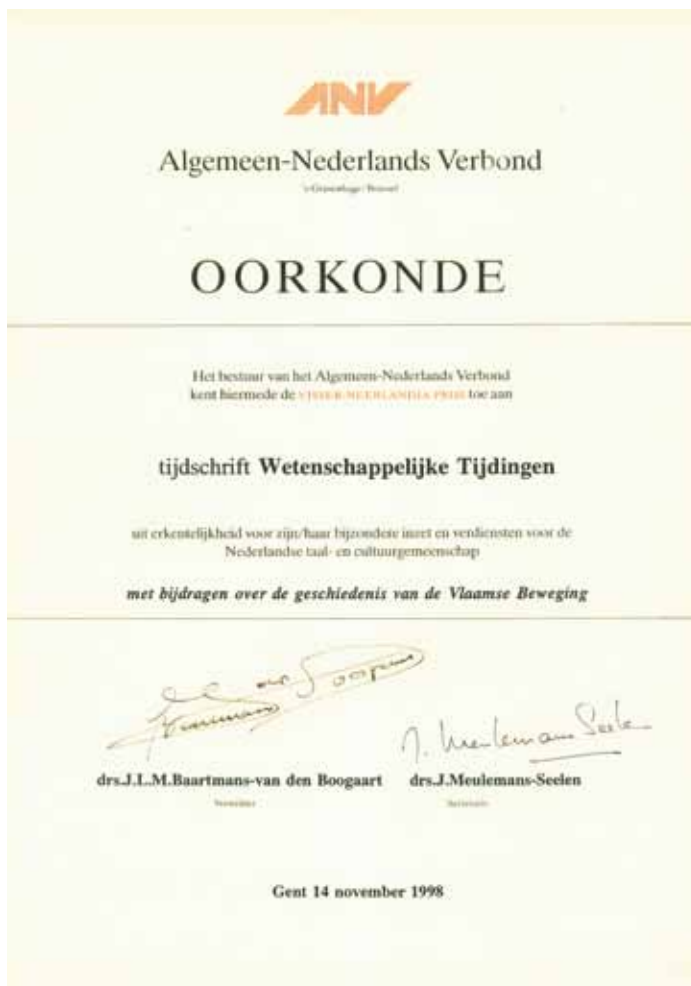 ANV
Algemeen-Nederlands Verbond
's-Gravenhage / Brussel
OORKONDE
Het bestuur van het Algemeen-Nederlands Verbond
kent hiermede de VISSER-NEERLANDIA PRIJS toe aan
tijdschrift Wetenschappelijke Tijdingen
uit erkentelijkheid voor zijn/haar bijzondere inzet en verdiensten voor de
Nederlandse taal- en cultuurgemeenschap
met bijdragen over de geschiedenis van de Vlaamse Beweging
J. Meulemans Seelen
drs.J.L.M.Baartmans-van den Boogaart drs.J.Meulemans-Seelen
Voorzitter Secretaris
Gent 14 november 1998